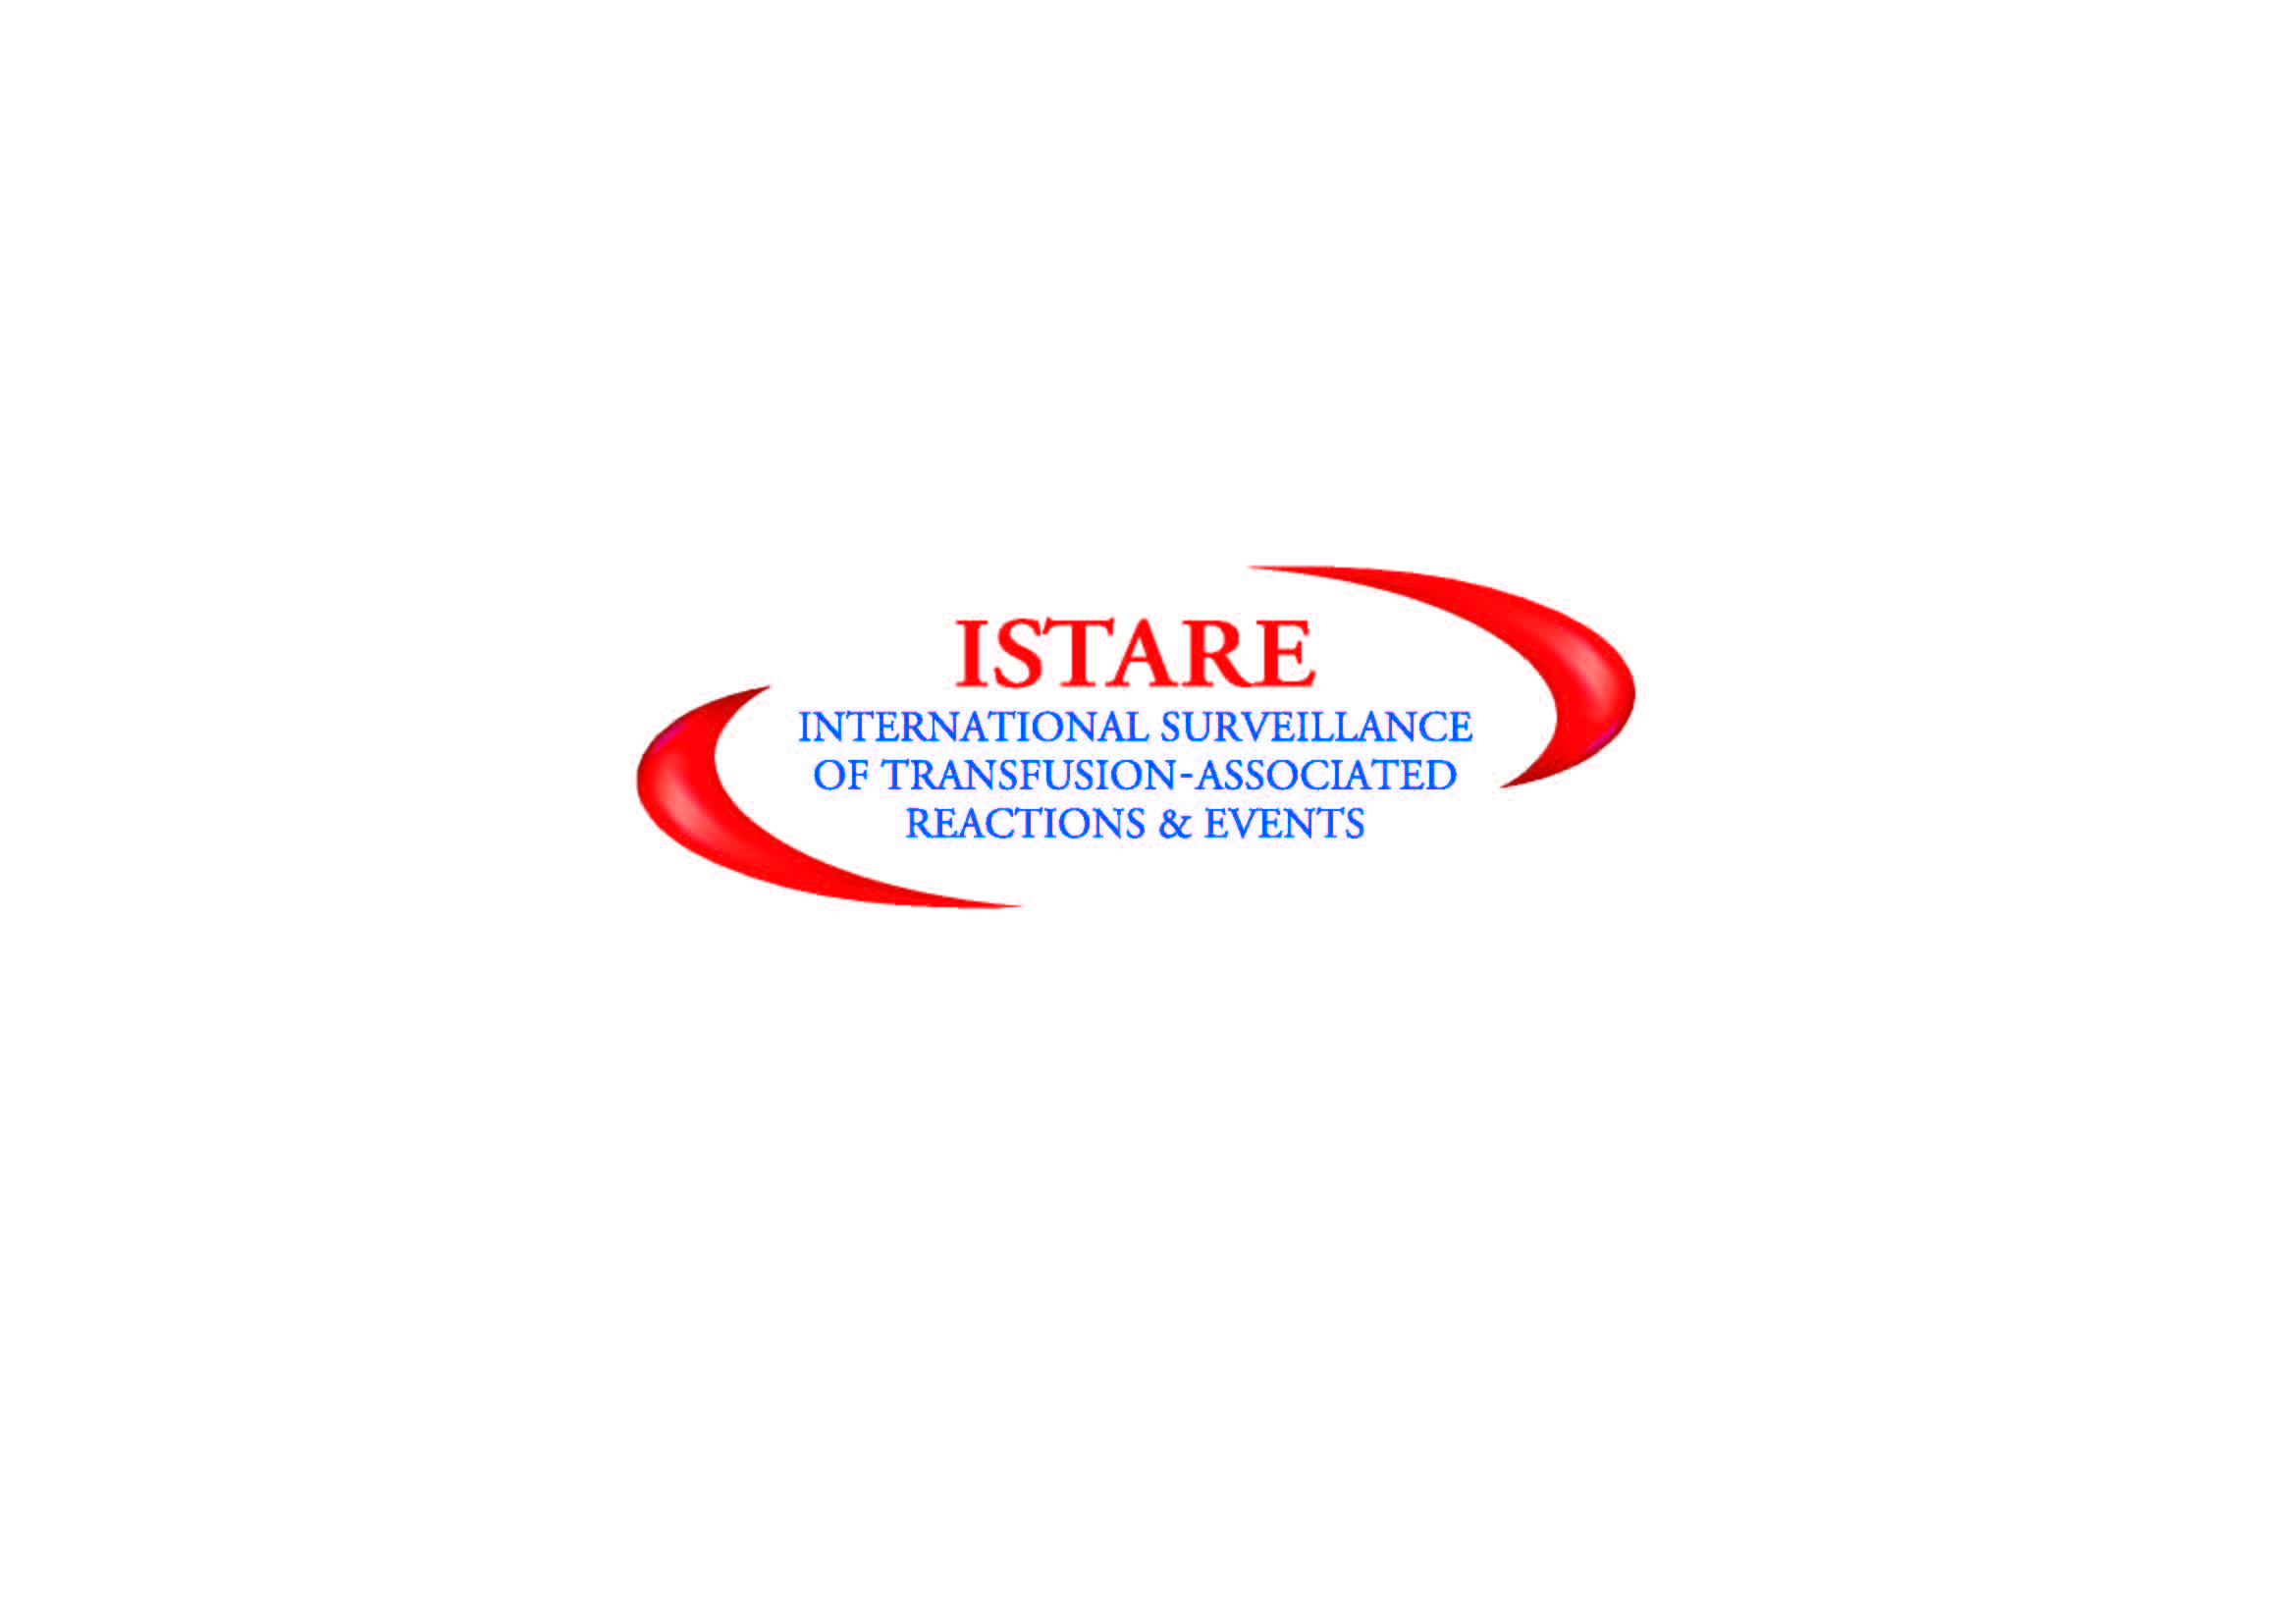 ISTARE
INTERNATIONAL SURVEILLANCE
OF TRANSFUSION-ASSOCIATED
REACTIONS & EVENTS